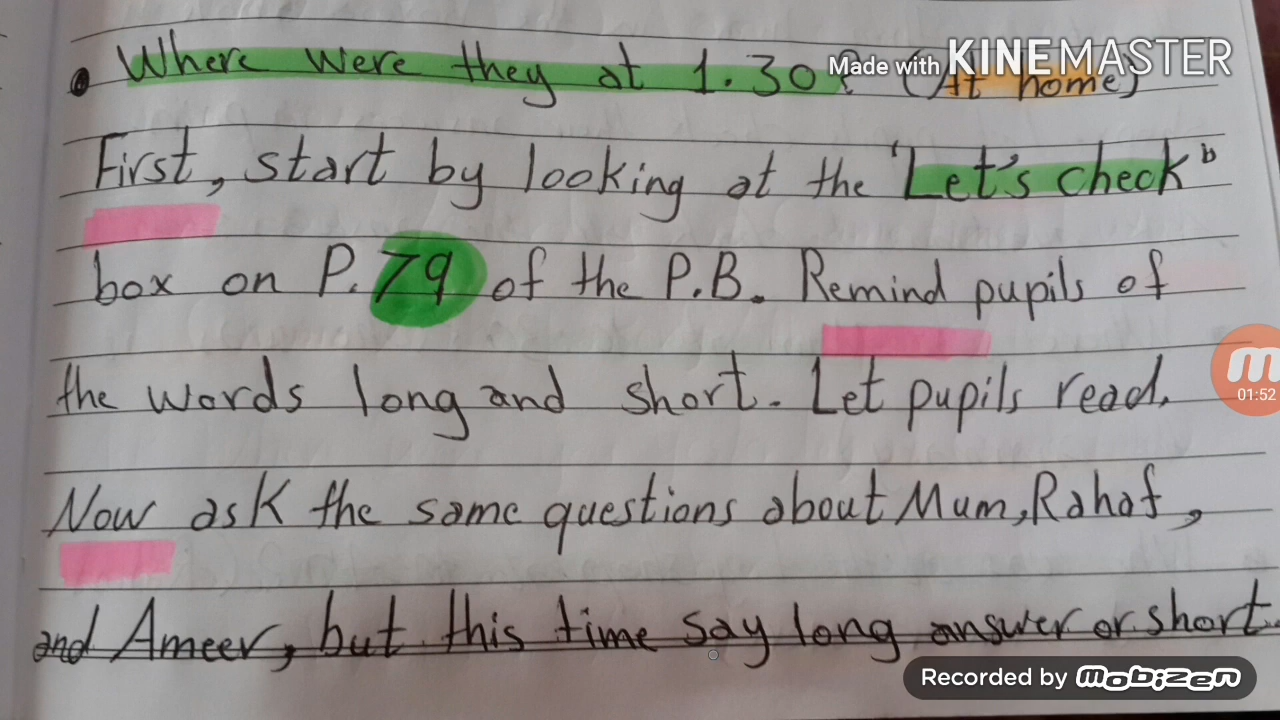 • Where were they at 1.30? (At home)
Made with KINEMASTER
First, start by looking at the "Let's check"
box on P.79 of the P.B. Remind pupils of
the words long and short. Let pupils read.
01:52
Now ask the same questions about Mum, Rahaf,
and Ameer, but this time say long answer or short.
Recorded by mobizen